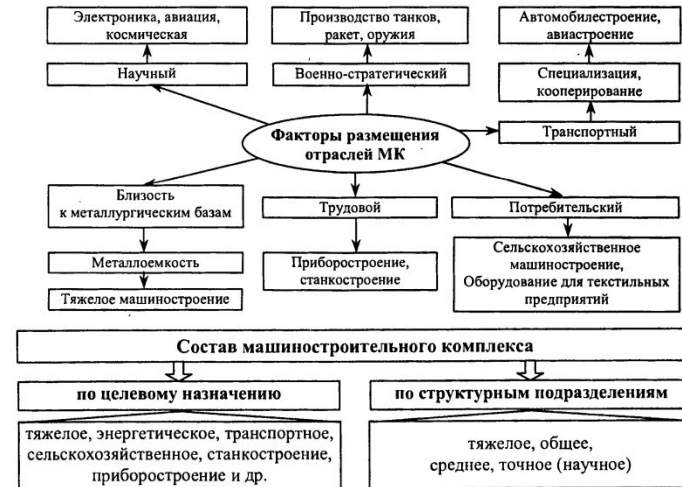 Электроника, авиация,
космическая
Производство танков,
ракет, оружия
Автомобилестроение,
авиастроение
Научный
Военно-стратегический
Специализация,
кооперирование
Факторы размещения
отраслей МК
Транспортный
Близость
к металлургическим базам
Трудовой
Потребительский
Металлоемкость
Приборостроение,
станкостроение
Сельскохозяйственное
машиностроение,
Оборудование для текстильных
предприятий
Тяжелое машиностроение
Состав машиностроительного комплекса
по целевому назначению
по структурным подразделениям
тяжелое, энергетическое, транспортное,
сельскохозяйственное, станкостроение,
приборостроение и др.
тяжелое, общее,
среднее, точное (научное)